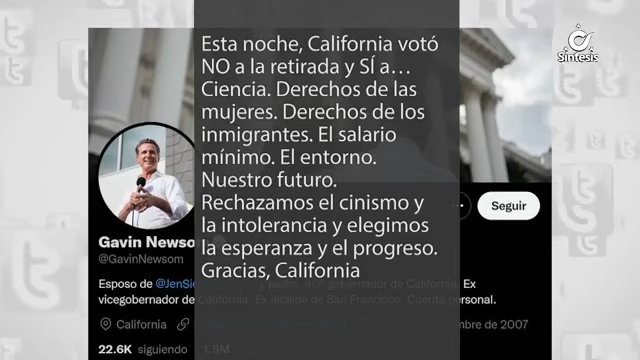 Síntesis
Esta noche, California votó
NO a la retirada y SÍ a…
Ciencia. Derechos de las
mujeres. Derechos de los
inmigrantes. El salario
mínimo. El entorno.
Nuestro futuro.
Rechazamos el cinismo y
la intolerancia y elegimos
la esperanza y el progreso.
Gracias, California
Seguir
Gavin Newsom
@GavinNewsom
Esposo de @JenSie y padre. 40º gobernador de California. Ex
vicegobernador de California. Ex alcalde de San Francisco. Cuenta personal.
California de 2007
22.6K siguiendo 1.9M